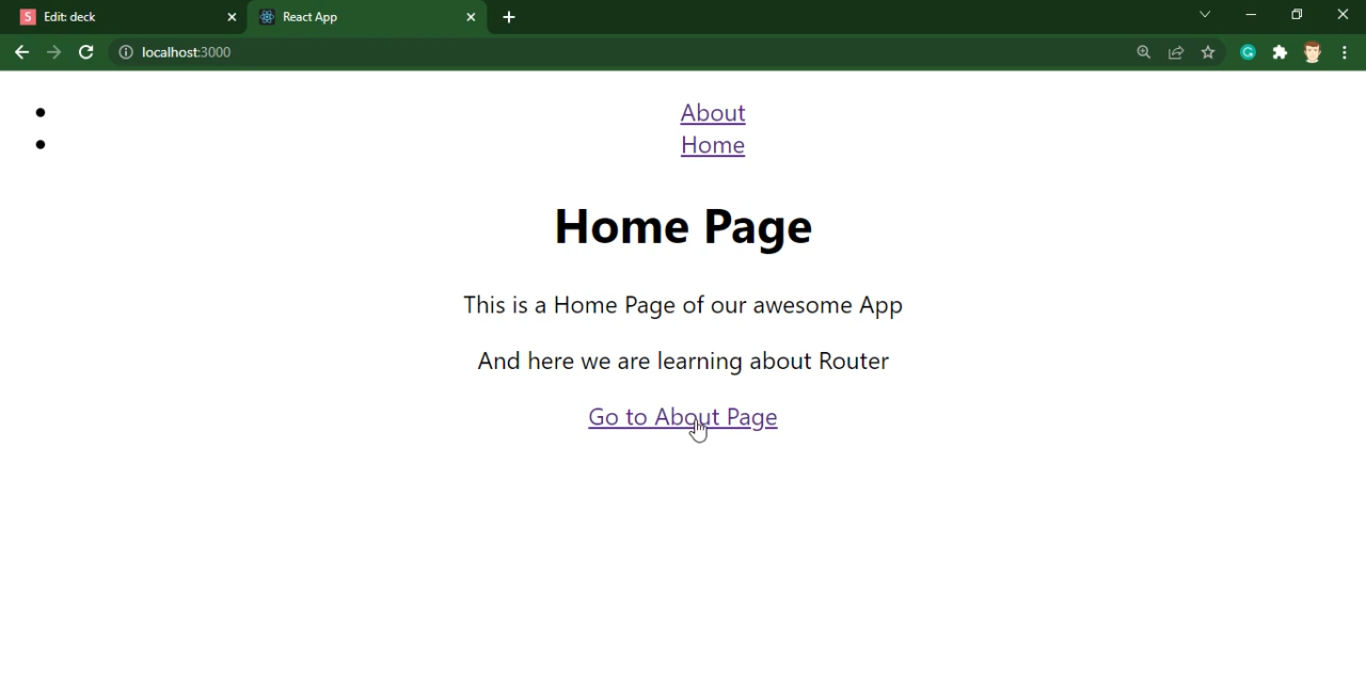 Edit: deck
React App
localhost:3000
About
Home
Home Page
This is a Home Page of our awesome App
And here we are learning about Router
Go to About Page